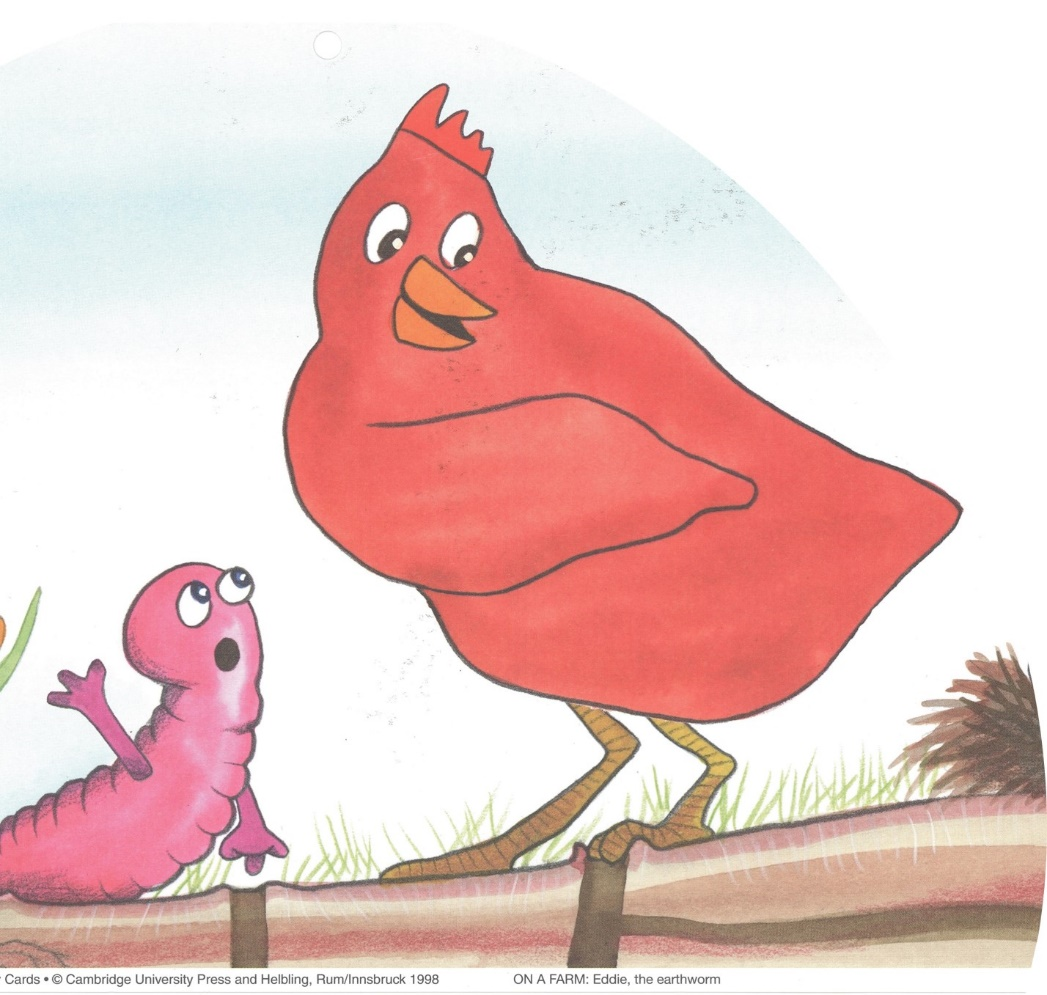 Cards • © Cambridge University Press and Helbling, Rum/Innsbruck 1998 ON A FARM: Eddie, the earthworm